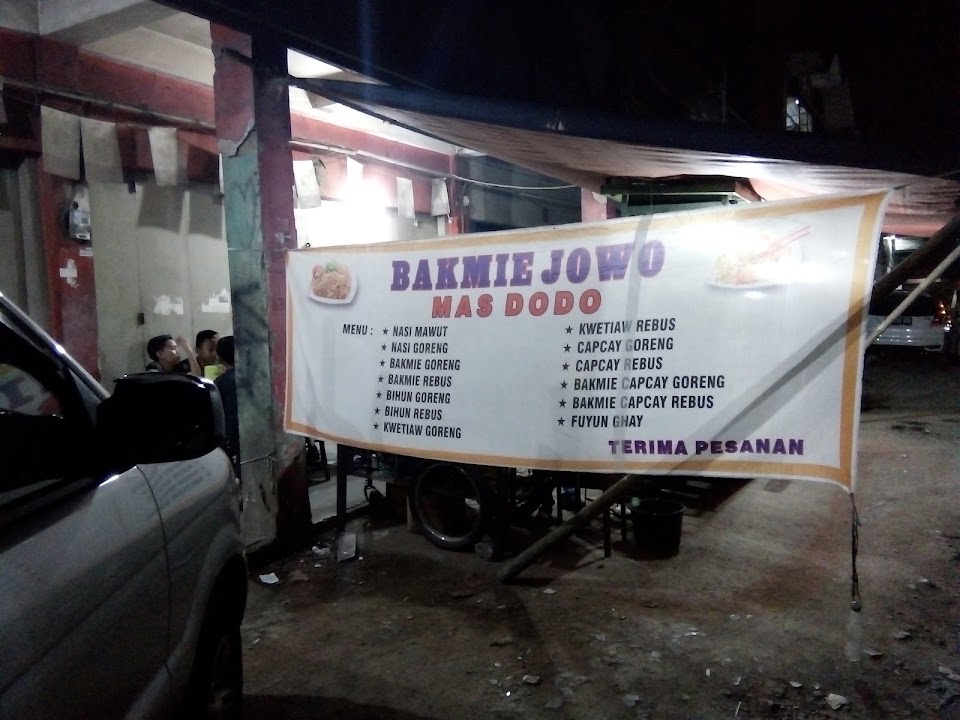 BAKMIE JOWO
MAS DODO
MENU :
★ NASI MAWUT
★ NASI GORENG
★ BAKMIE GORENG
★ BAKMIE REBUS
★ BIHUN GORENG
★ BIHUN REBUS
★ KWETIAW GORENG
★ KWETIAW REBUS
★ CAPCAY GORENG
★ CAPCAY REBUS
★ BAKMIE CAPCAY GORENG
★ BAKMIE CAPCAY REBUS
★ FUYUN GHAY
TERIMA PESANAN